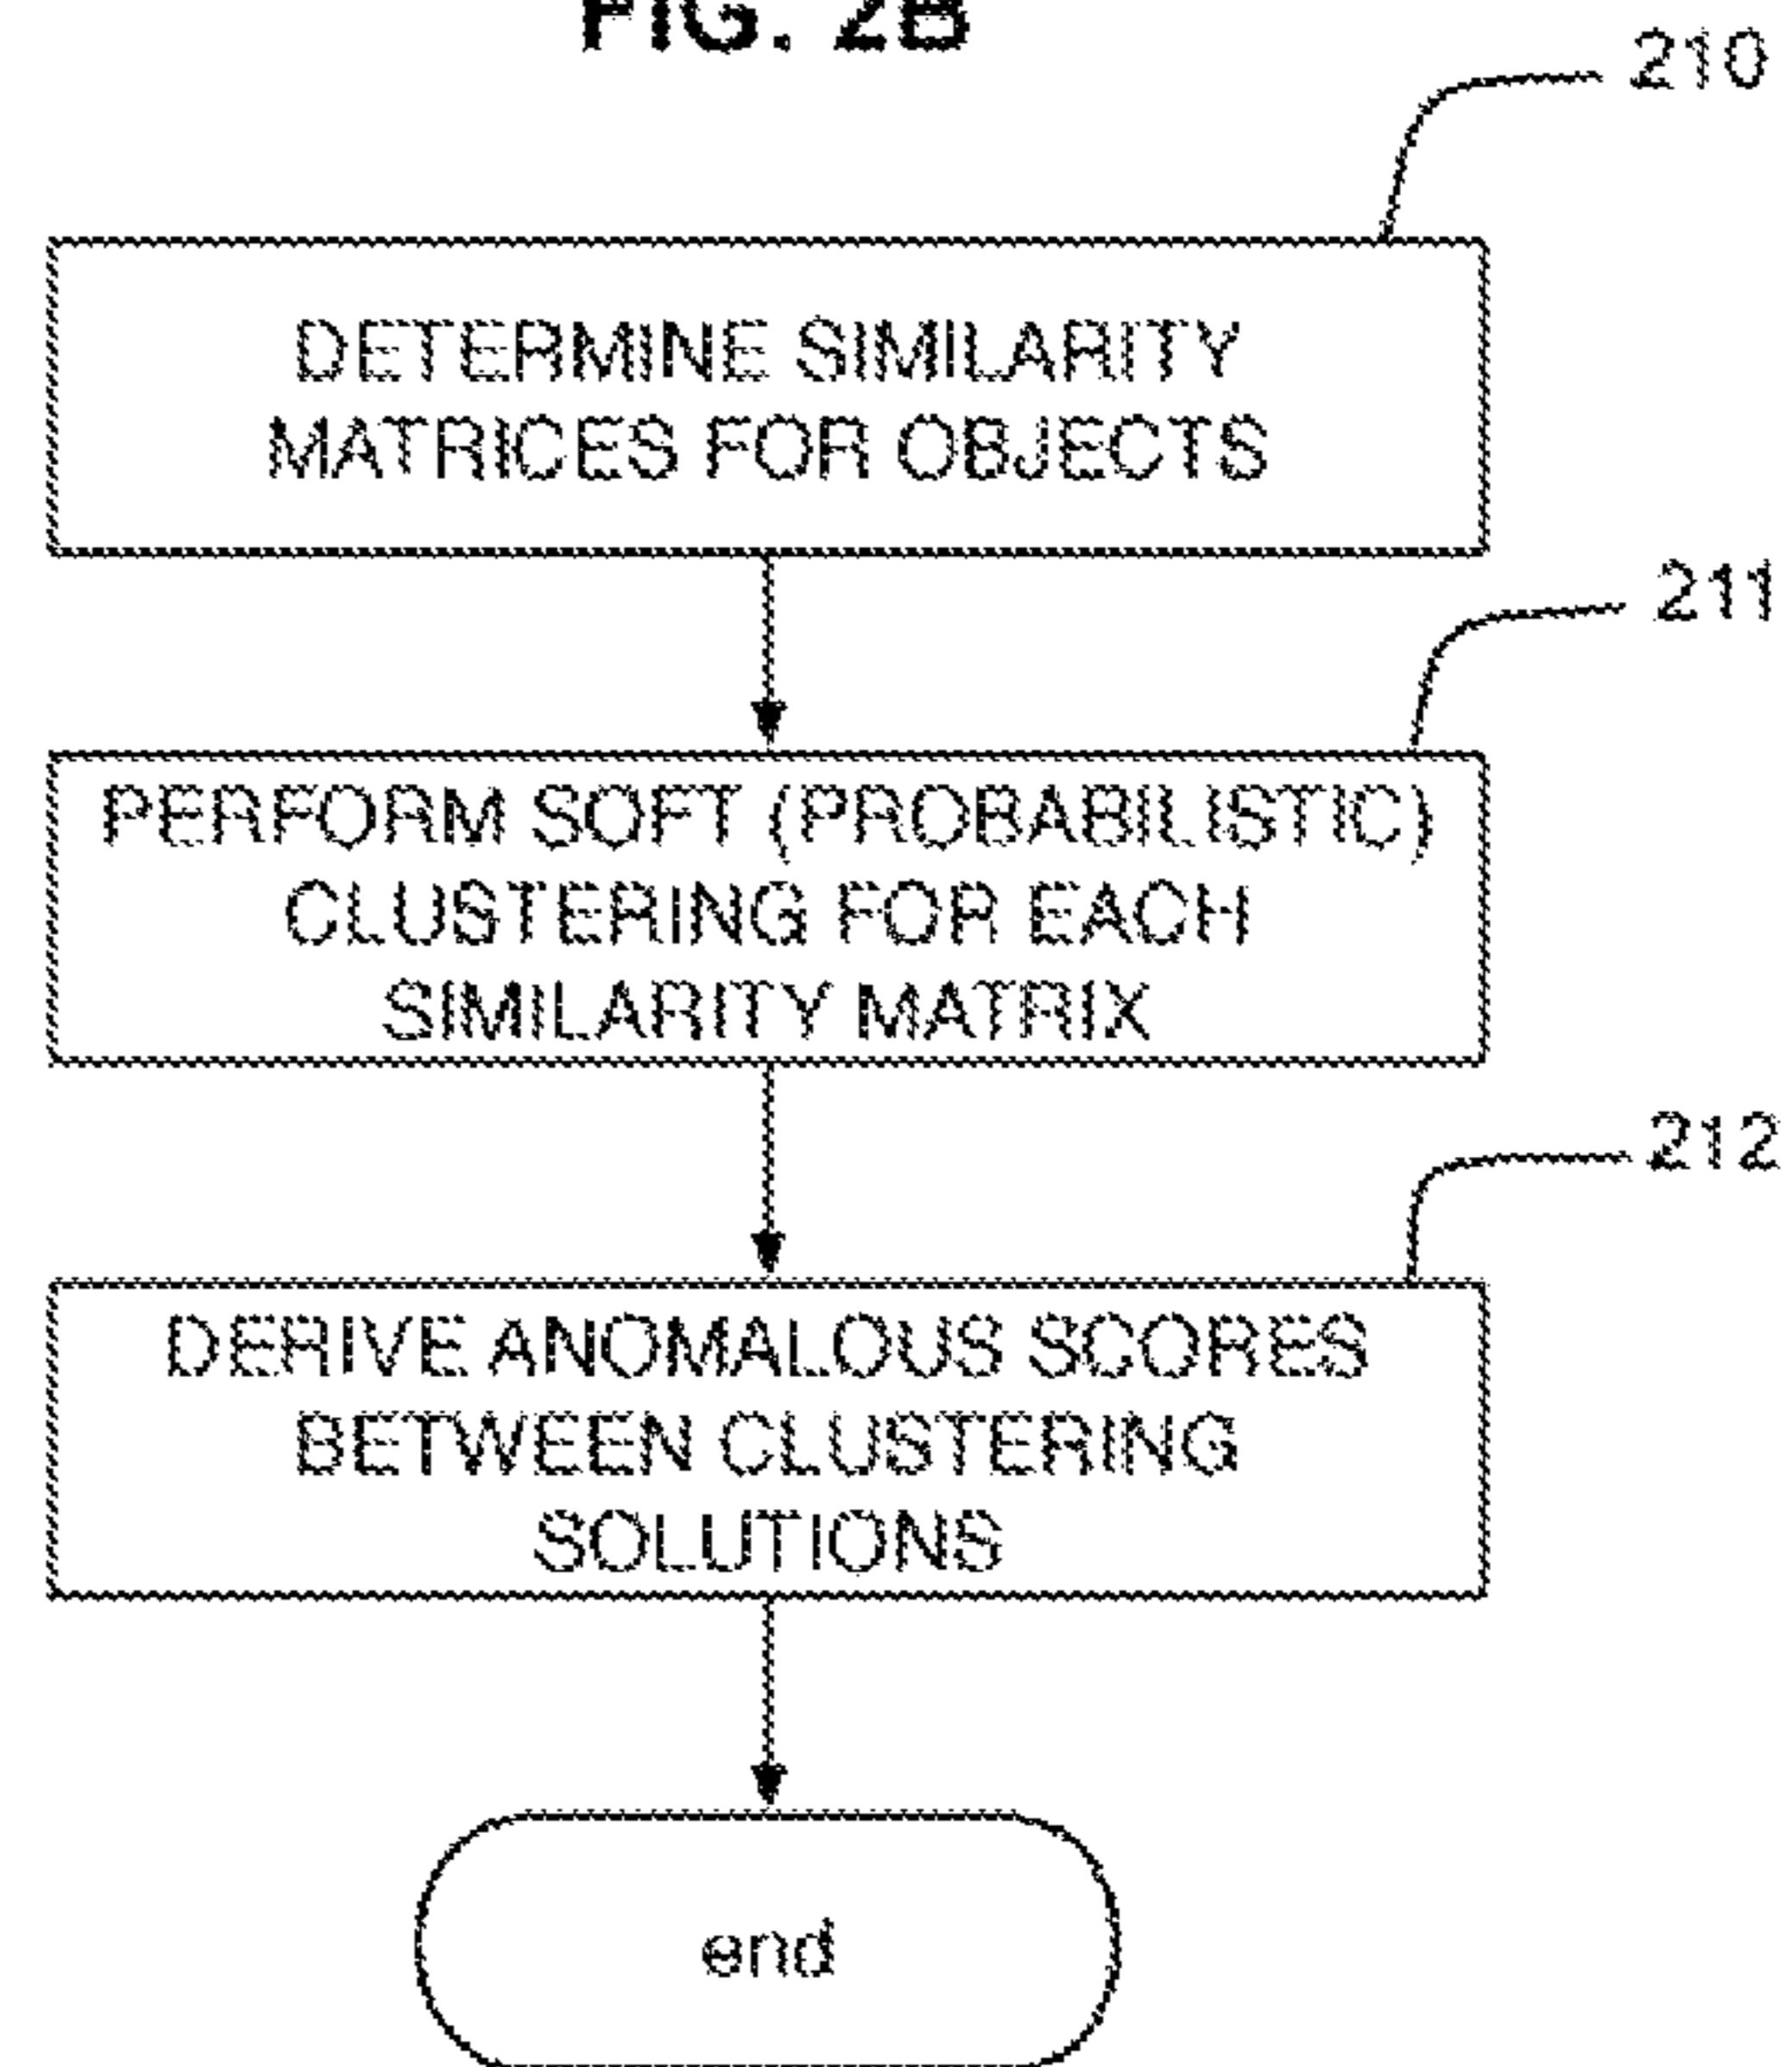 FIG. 2B
210
DETERMINE SIMILARITY
MATRICES FOR OBJECTS
211
PERFORM SOFT (PROBABILISTIC)
CLUSTERING FOR EACH
SIMILARITY MATRIX
212
DERIVE ANOMALOUS SCORES
BETWEEN CLUSTERING
SOLUTIONS
end